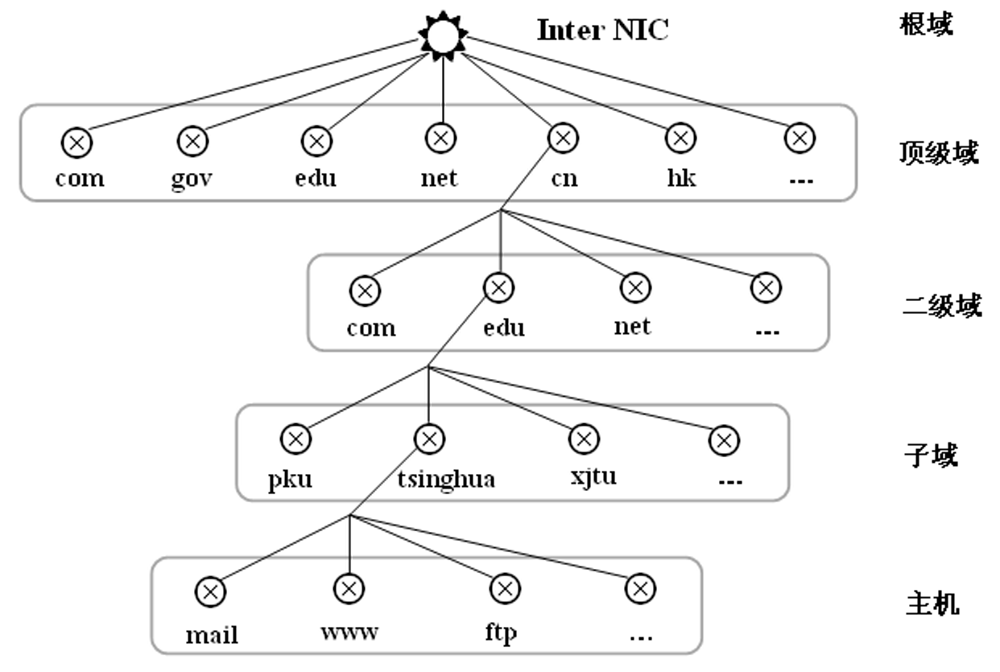 Inter NIC 根域
com gov edu net cn hk --- 顶级域
com edu net --- 二级域
pku tsinghua xjtu --- 子域
mail www ftp ... 主机